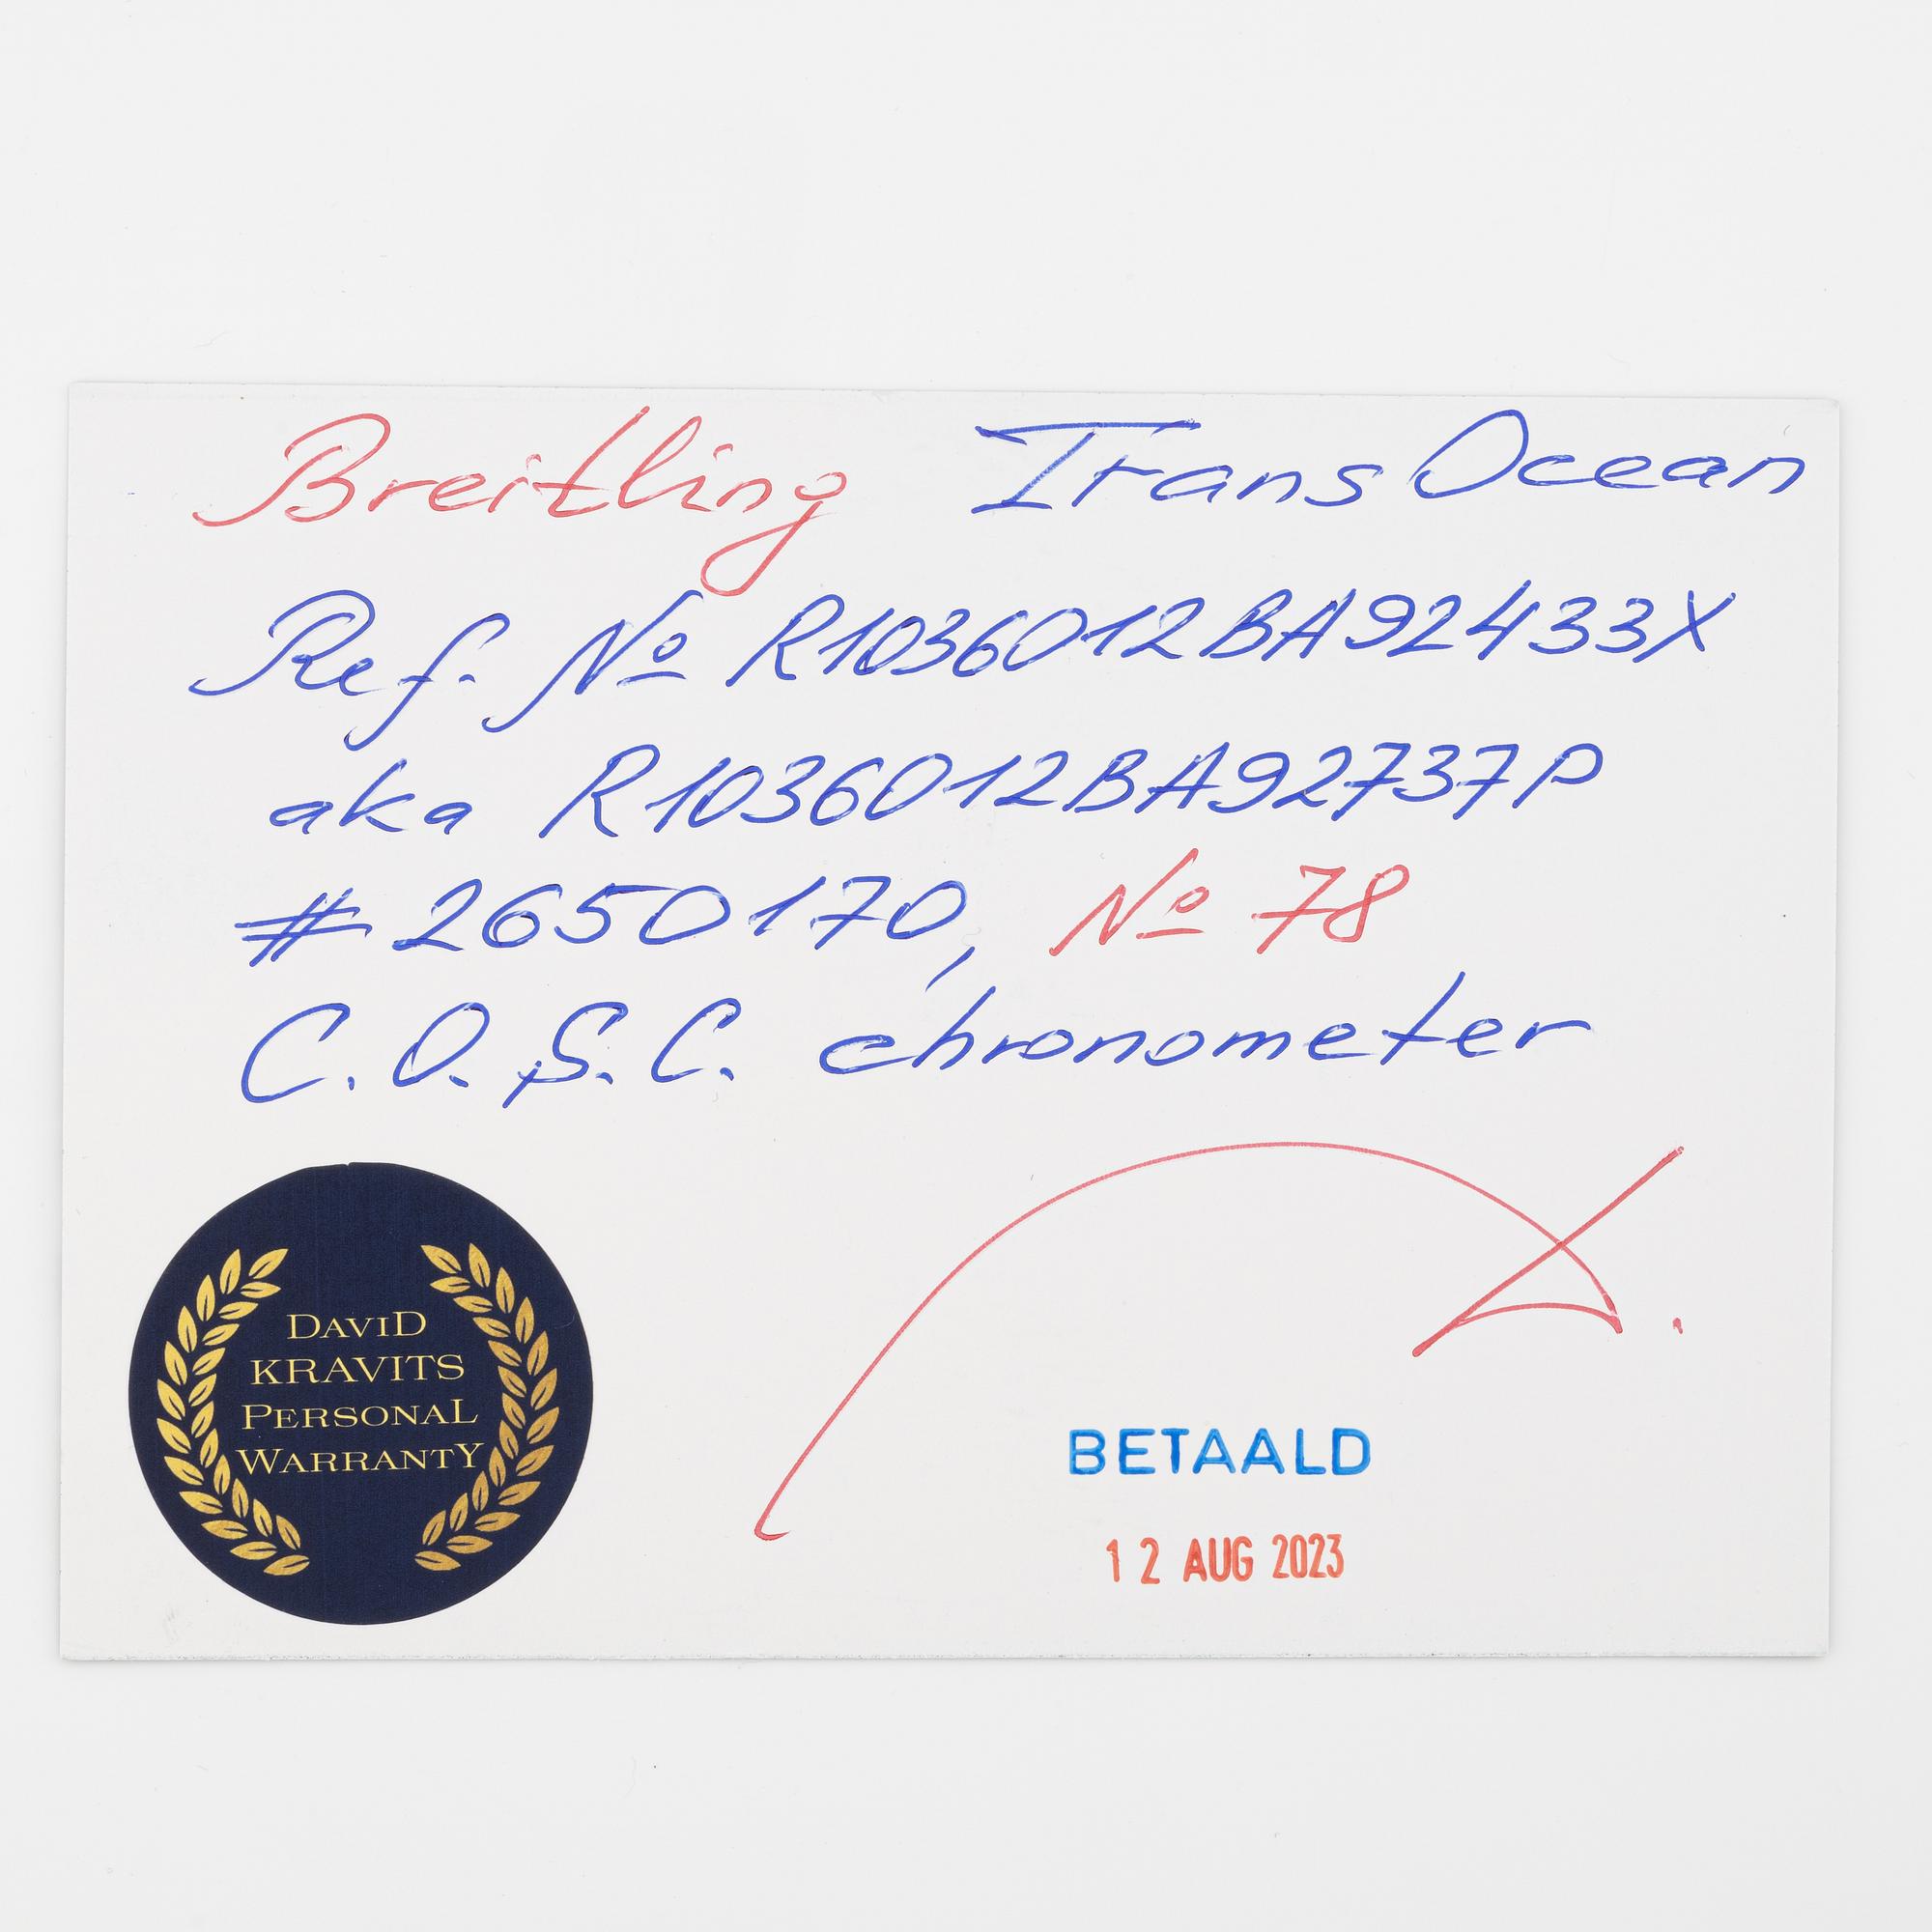 Breitling TransOcean
Ref. № R1036012BA92433X
aka R1036012BA92737P
# 2650170, № 78
C.O.S.C. chronometer
DAVID
KRAVITS
PERSONAL
WARRANTY
BETAALD
12 AUG 2023